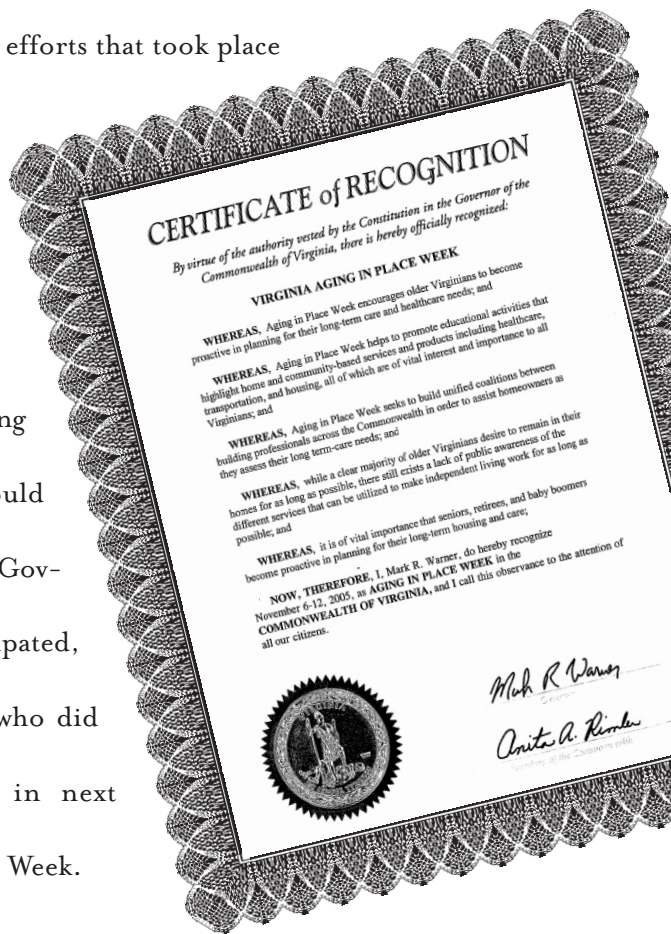 efforts that took place
CERTIFICATE of RECOGNITION
By virtue of the authority vested by the Constitution in the Governor of the
Commonwealth of Virginia, there is hereby officially recognized:
VIRGINIA AGING IN PLACE WEEK
WHEREAS, Aging in Place Week encourages older Virginians to become
proactive in planning for their long-term care and healthcare needs; and
WHEREAS, Aging in Place Week helps to promote educational activities that
highlight home and community-based services and products including healthcare,
transportation, and housing, all of which are of vital interest and importance to all
Virginians; and
WHEREAS, Aging in Place Week seeks to build unified coalitions between
building professionals across the Commonwealth in order to assist homeowners as
they assess their long term-care needs; and
WHEREAS, while a clear majority of older Virginians desire to remain in their
homes for as long as possible, there still exists a lack of public awareness of the
different services that can be utilized to make independent living work for as long as
possible; and
WHEREAS, it is of vital importance that seniors, retirees, and baby boomers
become proactive in planning for their long-term housing and care;
NOW, THEREFORE, I, Mark R. Warner, do hereby recognize
November 6-12, 2005, as AGING IN PLACE WEEK in the
COMMONWEALTH OF VIRGINIA, and I call this observance to the attention of
all our citizens.
Mark R Warner
Governor
Anita A. Rimler
Secretary of the Commonwealth
VIRGINIA
ng
ould
Gov-
pated,
who did
in next
Week.